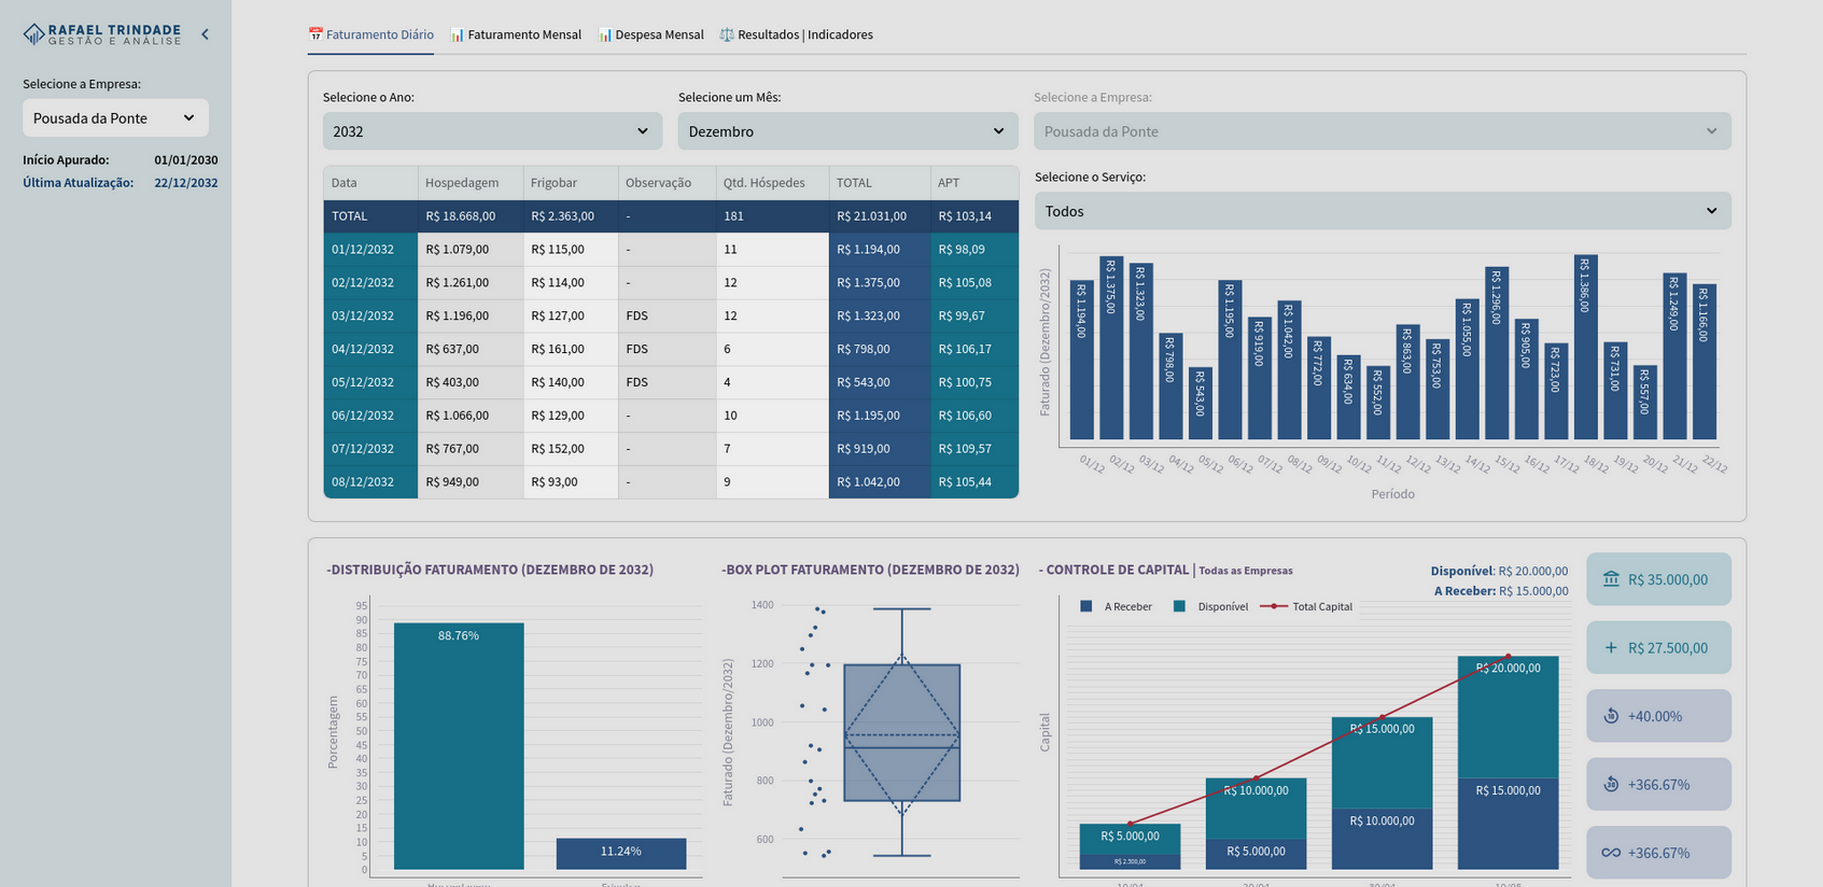 RAFAEL TRINDADE
GESTÃO E ANÁLISE
Selecione a Empresa:
Pousada da Ponte
Início Apurado: 01/01/2030
Última Atualização: 22/12/2032
Faturamento Diário Faturamento Mensal Despesa Mensal Resultados | Indicadores
Selecione o Ano:
2032
Selecione um Mês:
Dezembro
Selecione a Empresa:
Pousada da Ponte
Data Hospedagem Frigobar Observação Qtd. Hóspedes TOTAL APT
TOTAL R$ 18.668,00 R$ 2.363,00 - 181 R$ 21.031,00 R$ 103,14
01/12/2032 R$ 1.079,00 R$ 115,00 - 11 R$ 1.194,00 R$ 98,09
02/12/2032 R$ 1.261,00 R$ 114,00 - 12 R$ 1.375,00 R$ 105,08
03/12/2032 R$ 1.196,00 R$ 127,00 FDS 12 R$ 1.323,00 R$ 99,67
04/12/2032 R$ 637,00 R$ 161,00 FDS 6 R$ 798,00 R$ 106,17
05/12/2032 R$ 403,00 R$ 140,00 FDS 4 R$ 543,00 R$ 100,75
06/12/2032 R$ 1.066,00 R$ 129,00 - 10 R$ 1.195,00 R$ 106,60
07/12/2032 R$ 767,00 R$ 152,00 - 7 R$ 919,00 R$ 109,57
08/12/2032 R$ 949,00 R$ 93,00 - 9 R$ 1.042,00 R$ 105,44
Selecione o Serviço:
Todos
Faturado (Dezembro/2032)
R$ 1.194,00
R$ 1.375,00
R$ 1.323,00
R$ 798,00
R$ 543,00
R$ 1.195,00
R$ 919,00
R$ 1.042,00
R$ 772,00
R$ 634,00
R$ 552,00
R$ 863,00
R$ 753,00
R$ 1.055,00
R$ 1.296,00
R$ 905,00
R$ 723,00
R$ 1.386,00
R$ 731,00
R$ 557,00
R$ 1.249,00
R$ 1.166,00
01/12 02/12 03/12 04/12 05/12 06/12 07/12 08/12 09/12 10/12 11/12 12/12 13/12 14/12 15/12 16/12 17/12 18/12 19/12 20/12 21/12 22/12
Período
-DISTRIBUIÇÃO FATURAMENTO (DEZEMBRO DE 2032)
Porcentagem
95
90
85
80
75
70
65
60
55
50
45
40
35
30
25
20
15
10
5
0
88.76%
11.24%
-BOX PLOT FATURAMENTO (DEZEMBRO DE 2032)
Faturado (Dezembro/2032)
1400
1200
1000
800
600
- CONTROLE DE CAPITAL | Todas as Empresas
Disponível: R$ 20.000,00
A Receber: R$ 15.000,00
A Receber Disponível Total Capital
Capital
R$ 5.000,00
R$ 2.500,00
R$ 10.000,00
R$ 5.000,00
R$ 15.000,00
R$ 10.000,00
R$ 20.000,00
R$ 15.000,00
R$ 35.000,00
R$ 27.500,00
+40.00%
+366.67%
+366.67%